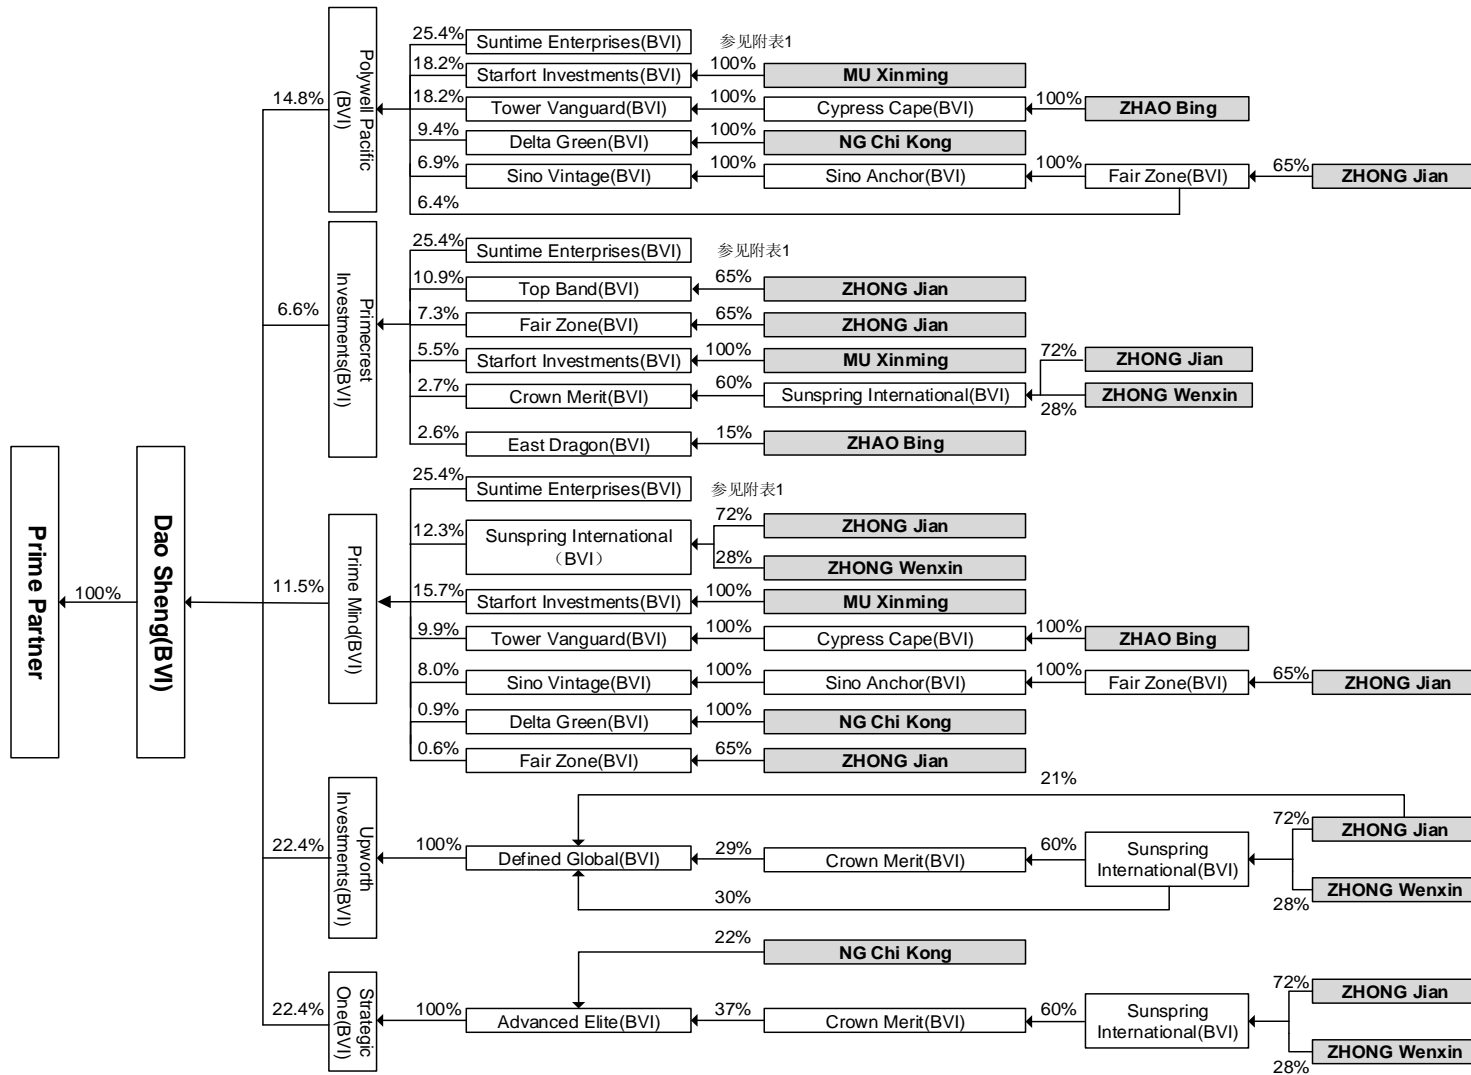 Prime Partner
100%
Dao Sheng(BVI)
14.8%
Polywell Pacific
(BVI)
25.4%
Suntime Enterprises(BVI)
参见附表1
18.2%
Starfort Investments(BVI)
100%
MU Xinming
18.2%
Tower Vanguard(BVI)
100%
Cypress Cape(BVI)
100%
ZHAO Bing
9.4%
Delta Green(BVI)
100%
NG Chi Kong
6.9%
Sino Vintage(BVI)
100%
Sino Anchor(BVI)
100%
Fair Zone(BVI)
65%
ZHONG Jian
6.4%
6.6%
Primecrest
Investments(BVI)
25.4%
Suntime Enterprises(BVI)
参见附表1
10.9%
Top Band(BVI)
65%
ZHONG Jian
7.3%
Fair Zone(BVI)
65%
ZHONG Jian
5.5%
Starfort Investments(BVI)
100%
MU Xinming
2.7%
Crown Merit(BVI)
60%
Sunspring International(BVI)
72%
ZHONG Jian
28%
ZHONG Wenxin
2.6%
East Dragon(BVI)
15%
ZHAO Bing
11.5%
Prime Mind(BVI)
25.4%
Suntime Enterprises(BVI)
参见附表1
12.3%
Sunspring International
（BVI）
72%
ZHONG Jian
28%
ZHONG Wenxin
15.7%
Starfort Investments(BVI)
100%
MU Xinming
9.9%
Tower Vanguard(BVI)
100%
Cypress Cape(BVI)
100%
ZHAO Bing
8.0%
Sino Vintage(BVI)
100%
Sino Anchor(BVI)
100%
Fair Zone(BVI)
65%
ZHONG Jian
0.9%
Delta Green(BVI)
100%
NG Chi Kong
0.6%
Fair Zone(BVI)
65%
ZHONG Jian
22.4%
Upworth
Investments(BVI)
100%
Defined Global(BVI)
21%
29%
Crown Merit(BVI)
60%
Sunspring
International(BVI)
72%
ZHONG Jian
28%
ZHONG Wenxin
30%
22.4%
Strategic
One(BVI)
100%
Advanced Elite(BVI)
22%
NG Chi Kong
37%
Crown Merit(BVI)
60%
Sunspring
International(BVI)
72%
ZHONG Jian
28%
ZHONG Wenxin